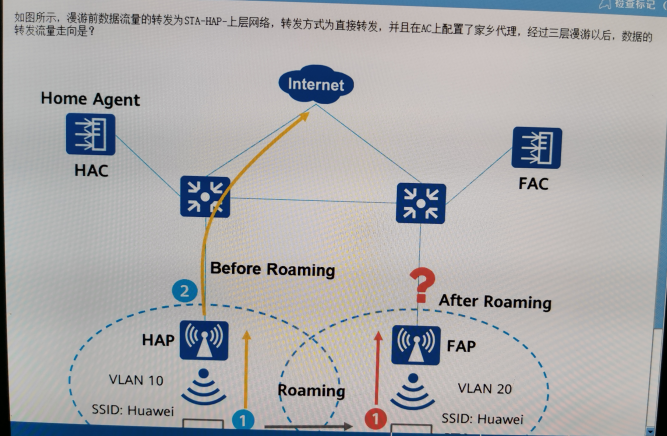 检查标记
如图所示，漫游前数据流量的转发为STA-HAP-上层网络，转发方式为直接转发，并且在AC上配置了家乡代理，经过三层漫游以后，数据的
转发流量走向是？
Internet
Home Agent
HAC
FAC
Before Roaming
2
?
After Roaming
HAP
FAP
VLAN 10
VLAN 20
Roaming
SSID: Huawei
1
1
SSID: Huawei